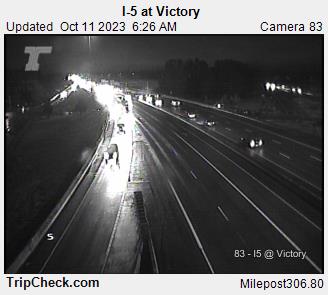 I-5 at Victory
Updated Oct 11 2023 6:26 AM Camera 83
T
S
83 - I5 @ Victory
TripCheck.com Milepost306.80